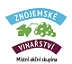 ZNOJEMSKÉ
VINAŘSTVÍ
Místní akční skupina